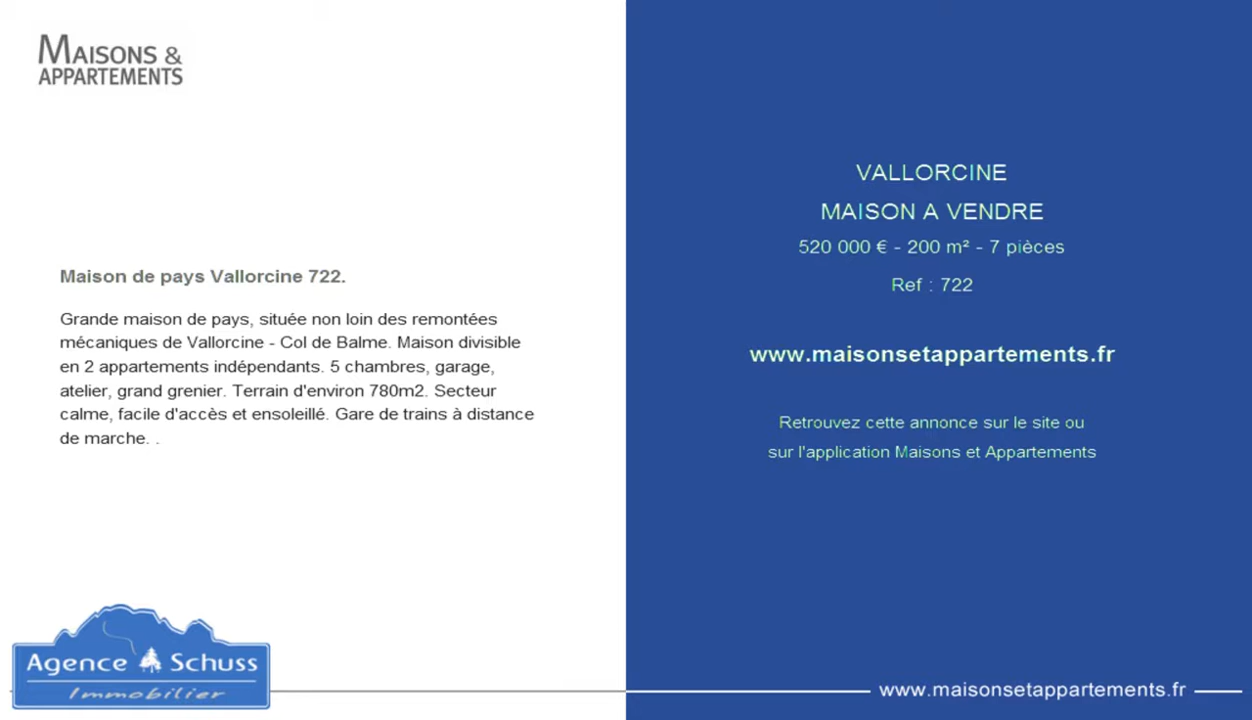 MAISONS &
APPARTEMENTS
Maison de pays Vallorcine 722.
Grande maison de pays, située non loin des remontées
mécaniques de Vallorcine - Col de Balme. Maison divisible
en 2 appartements indépendants. 5 chambres, garage,
atelier, grand grenier. Terrain d'environ 780m2. Secteur
calme, facile d'accès et ensoleillé. Gare de trains à distance
de marche. .
Agence Schuss
Immobilier
VALLORCINE
MAISON A VENDRE
520 000 € - 200 m² - 7 pièces
Ref : 722
www.maisonsetappartements.fr
Retrouvez cette annonce sur le site ou
sur l'application Maisons et Appartements
www.maisonsetappartements.fr